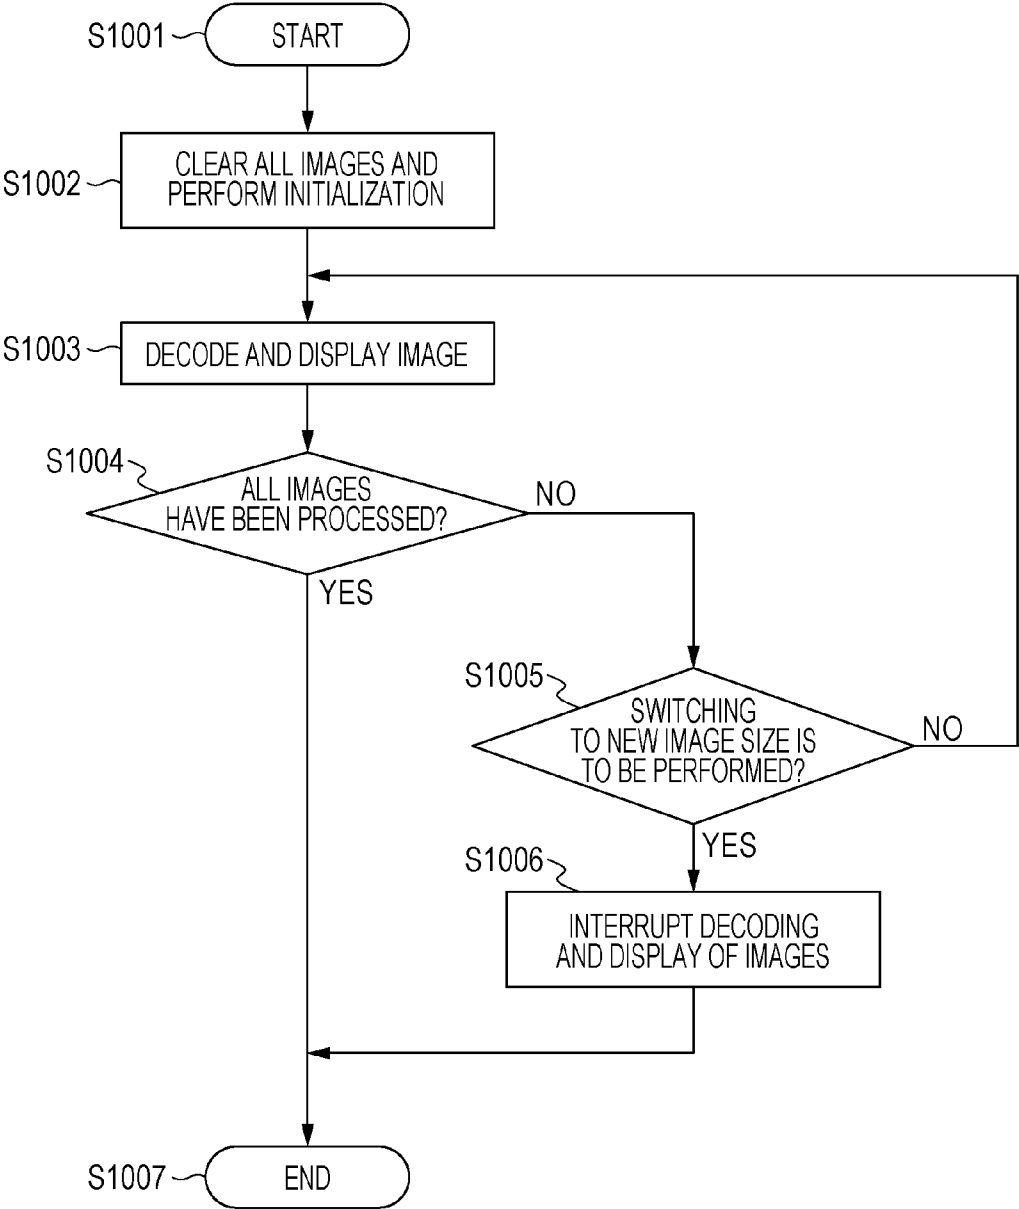 S1001
START
S1002
CLEAR ALL IMAGES AND
PERFORM INITIALIZATION
S1003
DECODE AND DISPLAY IMAGE
S1004
ALL IMAGES
HAVE BEEN PROCESSED?
NO
YES
S1005
SWITCHING
TO NEW IMAGE SIZE IS
TO BE PERFORMED?
NO
YES
S1006
INTERRUPT DECODING
AND DISPLAY OF IMAGES
S1007
END